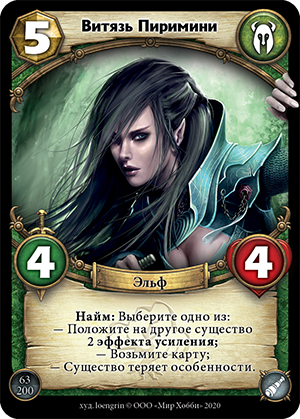 5
Витязь Пиримини
4
4
Эльф
Найм: Выберите одно из:
— Положите на другое существо
2 эффекта усиления;
— Возьмите карту;
— Существо теряет особенности.
63
200
худ. loengrin © ООО «Мир Хобби» 2020